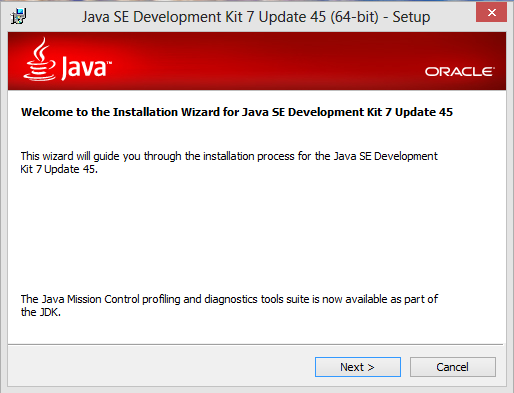 Java SE Development Kit 7 Update 45 (64-bit) - Setup
Java™
ORACLE®
Welcome to the Installation Wizard for Java SE Development Kit 7 Update 45
This wizard will guide you through the installation process for the Java SE Development
Kit 7 Update 45.
The Java Mission Control profiling and diagnostics tools suite is now available as part of
the JDK.
Next >
Cancel